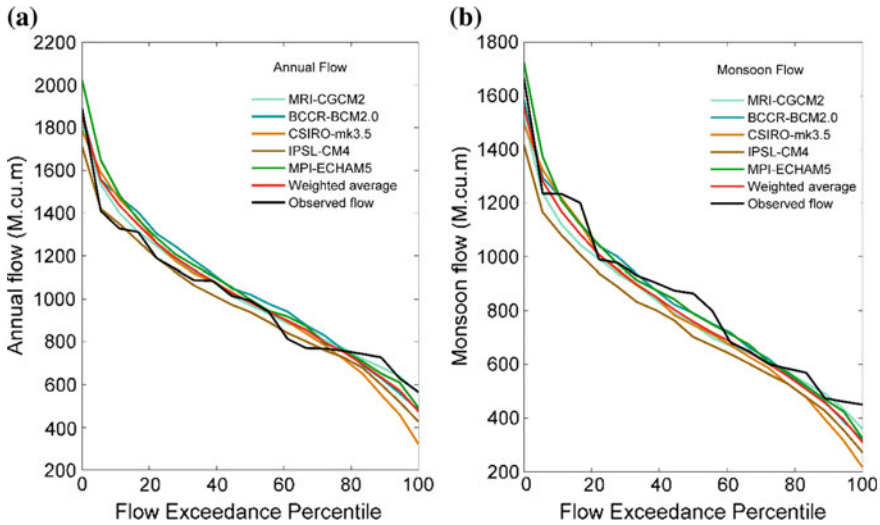 (a)
2200
2000
1800
1600
1400
1200
1000
800
600
400
200
Annual flow (M.cu.m)
Annual Flow
MRI-CGCM2
BCCR-BCM2.0
CSIRO-mk3.5
IPSL-CM4
MPI-ECHAM5
Weighted average
Observed flow
0 20 40 60 80 100
Flow Exceedance Percentile
(b)
1800
1600
1400
1200
1000
800
600
400
200
Monsoon flow (M.cu.m)
Monsoon Flow
MRI-CGCM2
BCCR-BCM2.0
CSIRO-mk3.5
IPSL-CM4
MPI-ECHAM5
Weighted average
Observed flow
0 20 40 60 80 100
Flow Exceedance Percentile